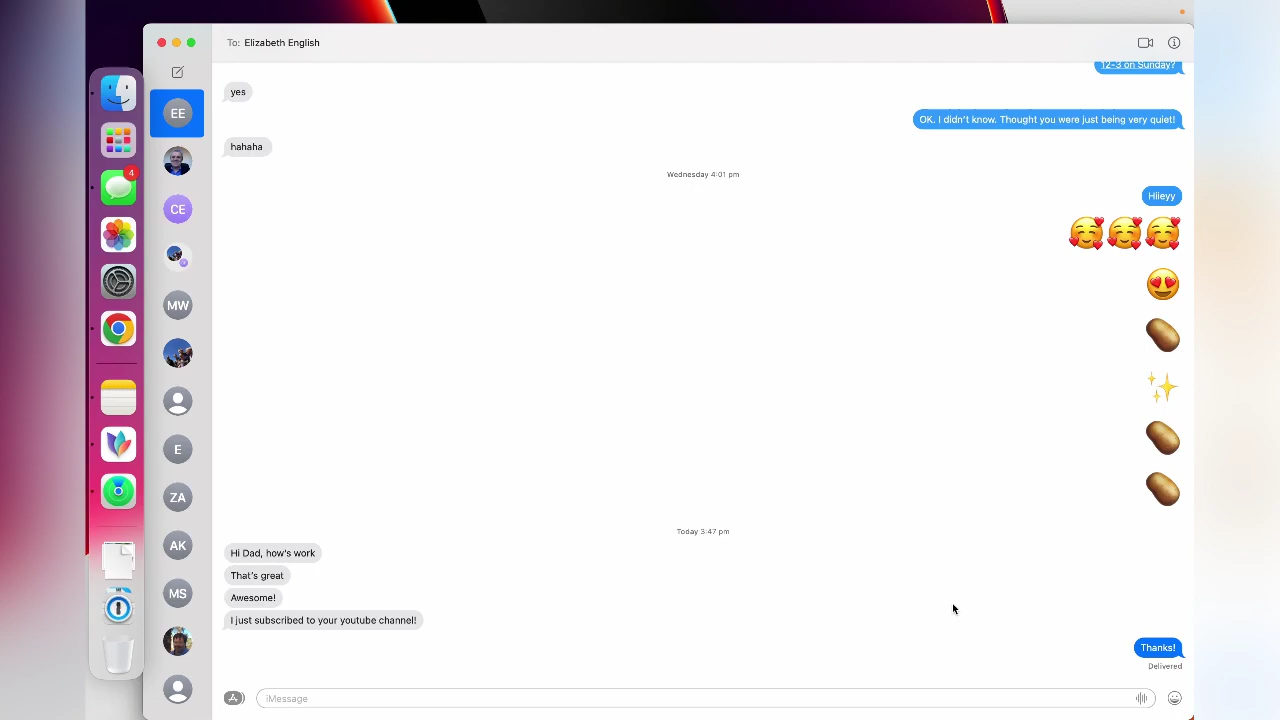 To: Elizabeth English
12-3 on Sunday?
yes
OK. I didn't know. Thought you were just being very quiet!
hahaha
Wednesday 4:01 pm
Hiieyy
Today 3:47 pm
Hi Dad, how's work
That's great
Awesome!
I just subscribed to your youtube channel!
Thanks!
Delivered
iMessage
4
EE
CE
MW
E
ZA
AK
MS